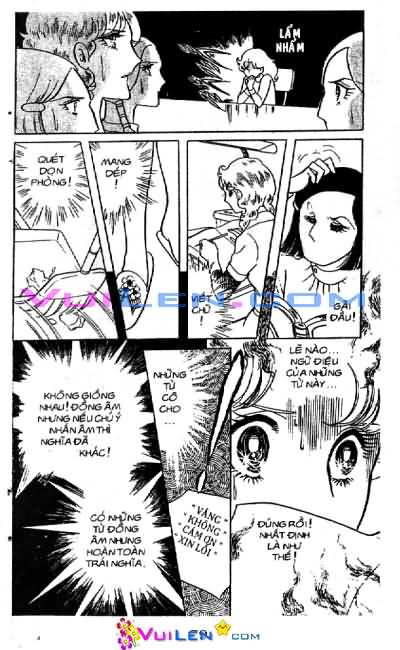 LẨM
NHẨM
GÃI
ĐẦU!
VIẾT
CHỮ!
MANG
DÉP!
QUÉT
DỌN
PHÒNG!
VuiLen.com
LẼ NÀO...
NGỮ ĐIỆU
CỦA NHỮNG
TỪ NÀY...
NHỮNG
TỪ
CÔ
CHO
...
KHÔNG GIỐNG
NHAU! ĐỒNG ÂM
NHƯNG NẾU CHÚ Ý
NHẤN ÂM THÌ
NGHĨA ĐÃ
KHÁC!
CÓ NHỮNG
TỪ ĐỒNG
ÂM NHƯNG
HOÀN TOÀN
TRÁI NGHĨA.
"VÂNG"
"KHÔNG"
"CẢM ƠN"
"XIN LỖI"
ĐÚNG RỒI!
NHẤT ĐỊNH
LÀ NHƯ
THẾ!
VuiLen.com